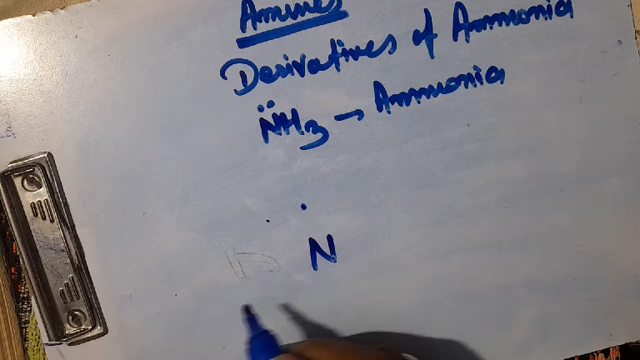 Amines
Derivatives of Ammonia
N̈H₃ → Ammonia
N